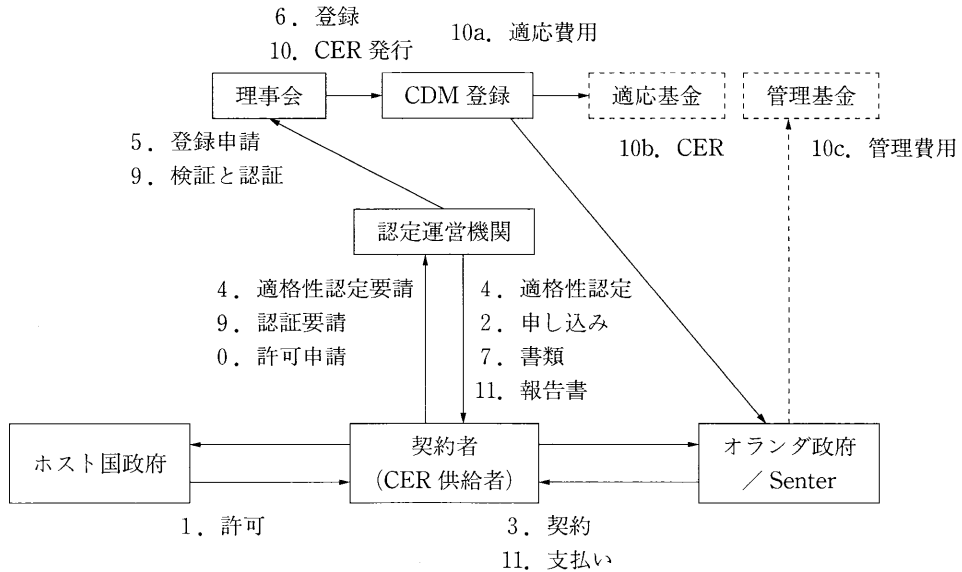 6．登録
10．CER 発行
10a．適応費用
理事会
CDM 登録
適応基金
管理基金
5．登録申請
9．検証と認証
10b．CER
10c．管理費用
認定運営機関
4．適格性認定要請
9．認証要請
0．許可申請
4．適格性認定
2．申し込み
7．書類
11．報告書
ホスト国政府
契約者
（CER 供給者）
オランダ政府
／Senter
1．許可
3．契約
11．支払い